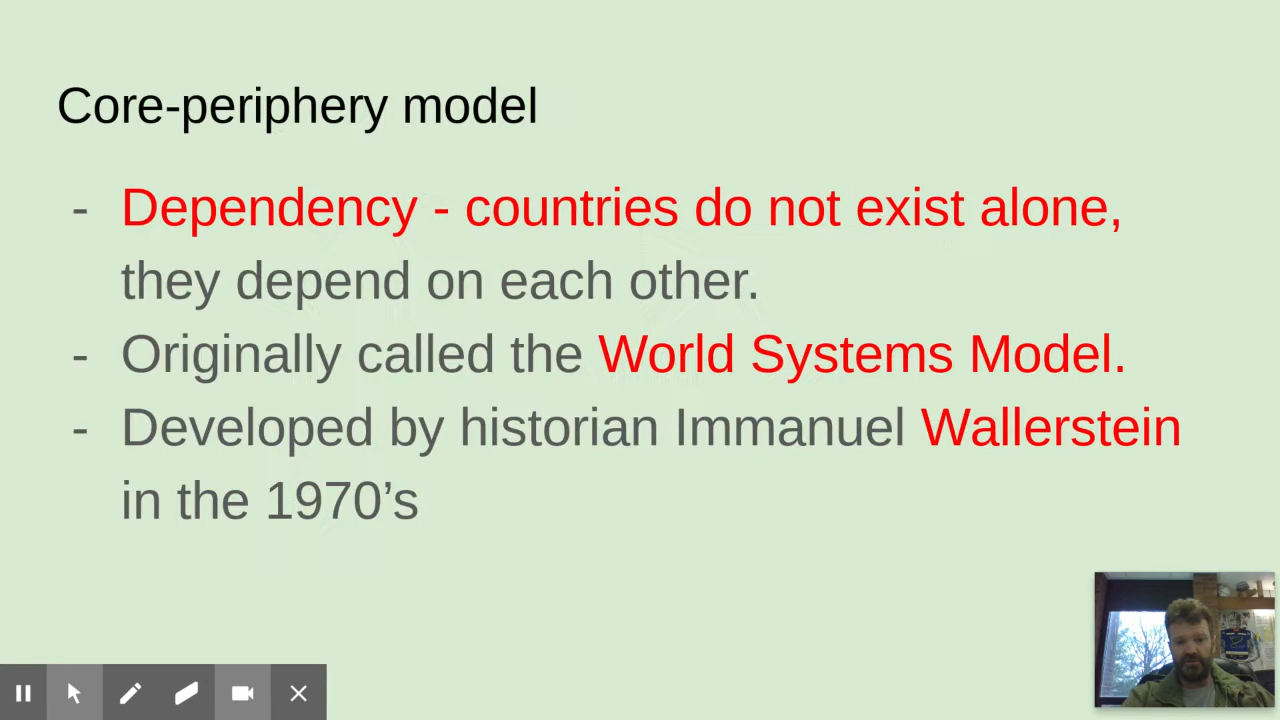 Core-periphery model
- Dependency - countries do not exist alone,
they depend on each other.
- Originally called the World Systems Model.
- Developed by historian Immanuel Wallerstein
in the 1970’s